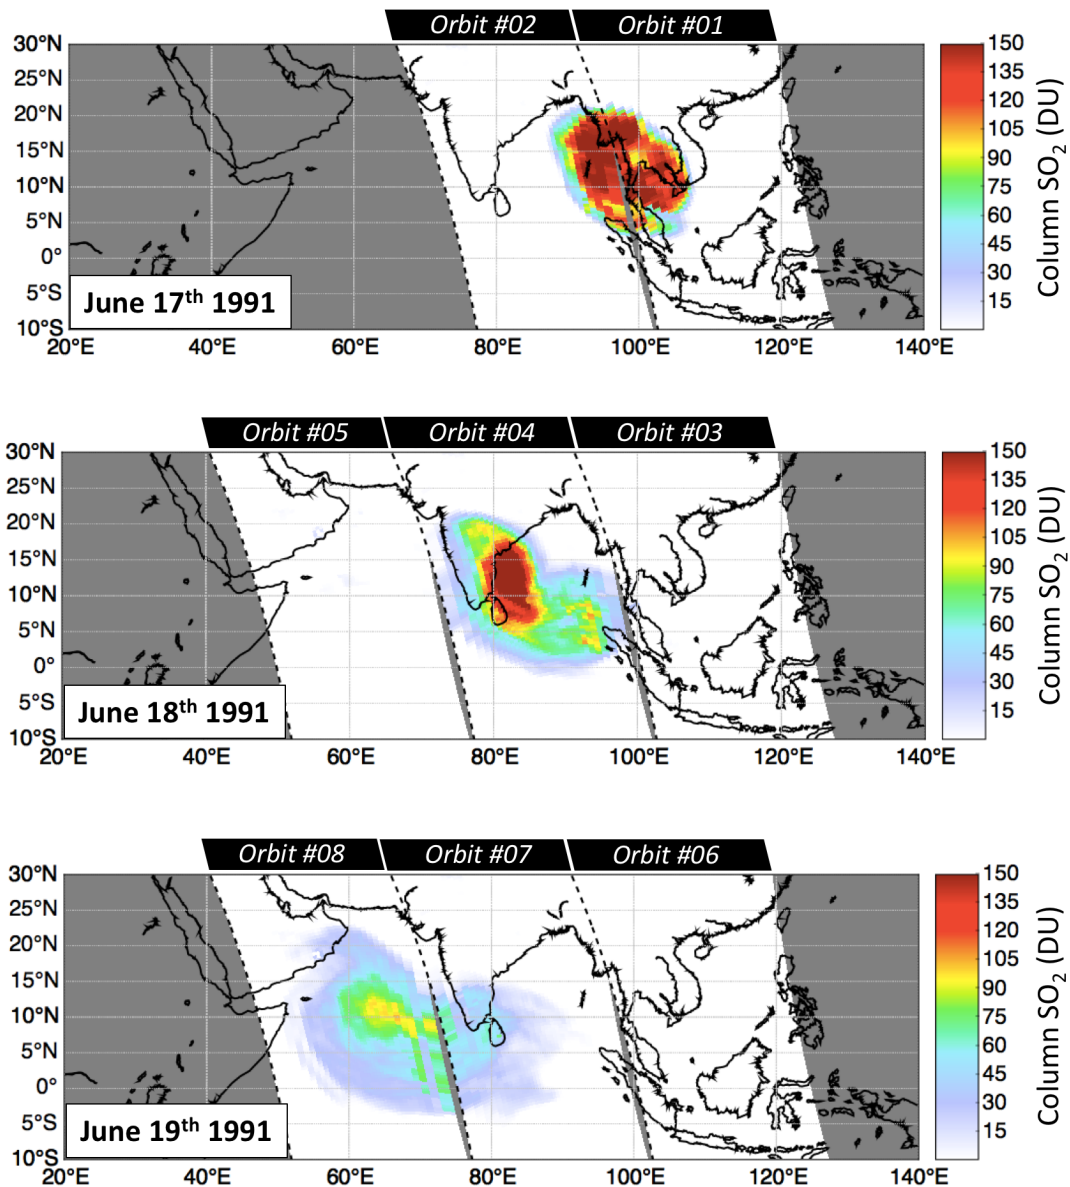 Orbit #02 Orbit #01
30°N
25°N
20°N
15°N
10°N
5°N
0°
5°S
10°S
June 17th 1991
20°E 40°E 60°E 80°E 100°E 120°E 140°E
150
135
120
105
90
75
60
45
30
15
Column SO2 (DU)
Orbit #05 Orbit #04 Orbit #03
30°N
25°N
20°N
15°N
10°N
5°N
0°
5°S
10°S
June 18th 1991
20°E 40°E 60°E 80°E 100°E 120°E 140°E
150
135
120
105
90
75
60
45
30
15
Column SO2 (DU)
Orbit #08 Orbit #07 Orbit #06
30°N
25°N
20°N
15°N
10°N
5°N
0°
5°S
10°S
June 19th 1991
20°E 40°E 60°E 80°E 100°E 120°E 140°E
150
135
120
105
90
75
60
45
30
15
Column SO2 (DU)